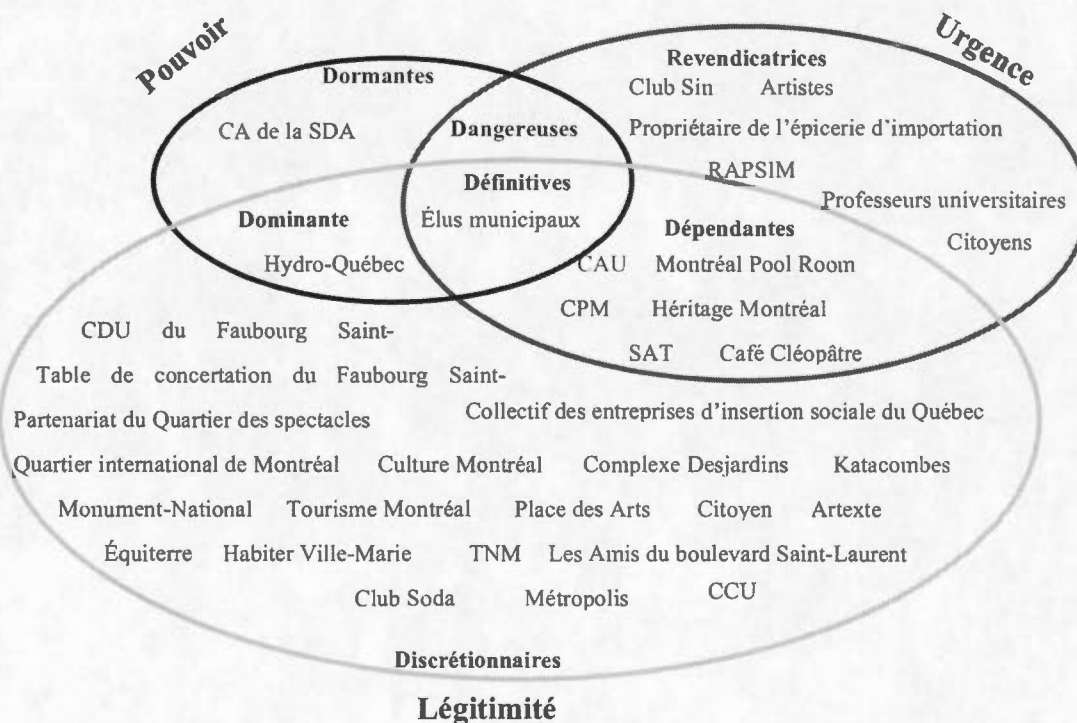 Pouvoir
Urgence
Dormantes
Revendicatrices
Club Sin Artistes
CA de la SDA
Dangereuses
Propriétaire de l'épicerie d'importation
RAPSIM
Définitives
Professeurs universitaires
Dominante
Élus municipaux
Dépendantes
Citoyens
Hydro-Québec
CAU Montréal Pool Room
CPM Héritage Montréal
CDU du Faubourg Saint-
SAT Café Cléopâtre
Table de concertation du Faubourg Saint-
Partenariat du Quartier des spectacles
Collectif des entreprises d'insertion sociale du Québec
Quartier international de Montréal Culture Montréal Complexe Desjardins Katacombes
Monument-National Tourisme Montréal Place des Arts Citoyen Artexte
Équiterre Habiter Ville-Marie TNM Les Amis du boulevard Saint-Laurent
Club Soda Métropolis CCU
Discrétionnaires
Légitimité